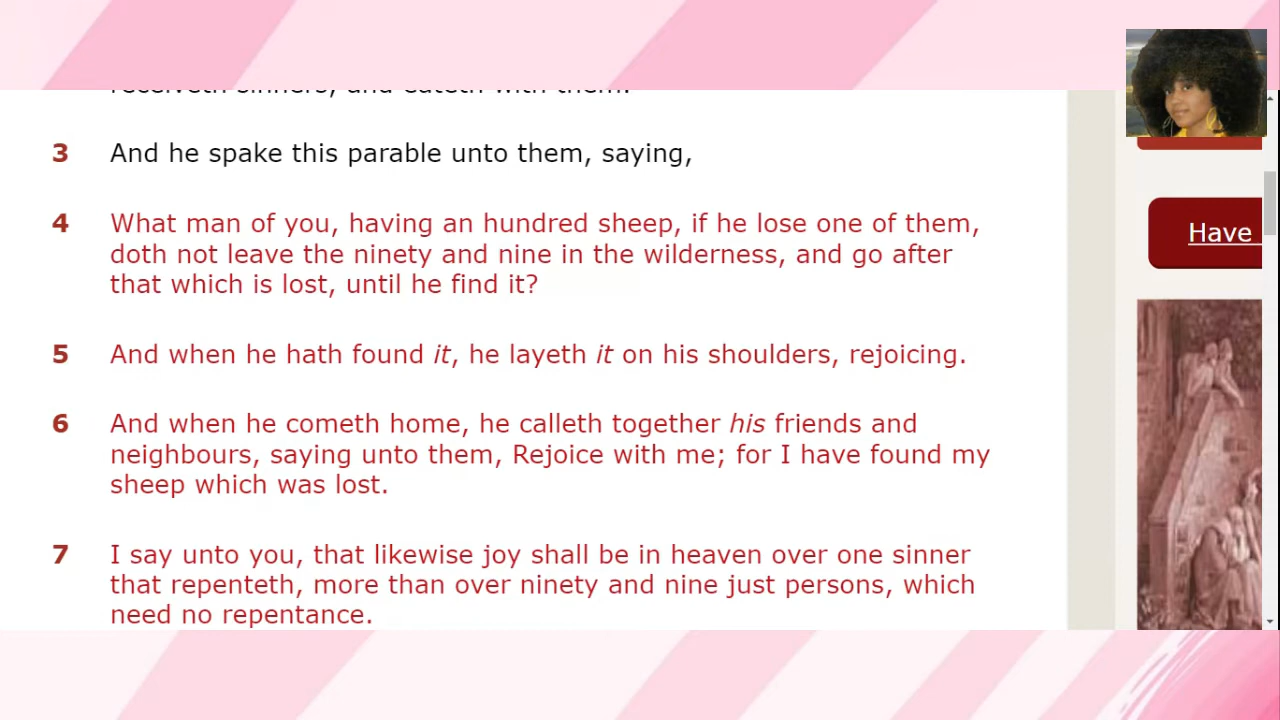 receiveth sinners, and eateth with them.
3 And he spake this parable unto them, saying,
4 What man of you, having an hundred sheep, if he lose one of them,
doth not leave the ninety and nine in the wilderness, and go after
that which is lost, until he find it?
5 And when he hath found it, he layeth it on his shoulders, rejoicing.
6 And when he cometh home, he calleth together his friends and
neighbours, saying unto them, Rejoice with me; for I have found my
sheep which was lost.
7 I say unto you, that likewise joy shall be in heaven over one sinner
that repenteth, more than over ninety and nine just persons, which
need no repentance.
Have